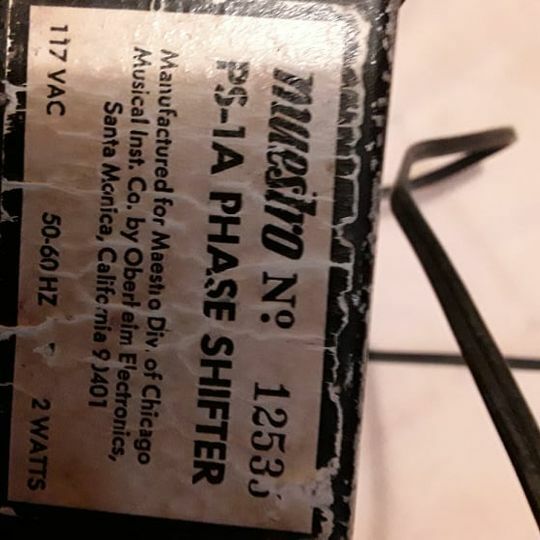 maestro Nº
PS-1A PHASE SHIFTER
Manufactured for Maestro Div. of Chicago
Musical Inst. Co. by Oberheim Electronics,
Santa Monica, California 90401
117 VAC 50-60 HZ 2 WATTS